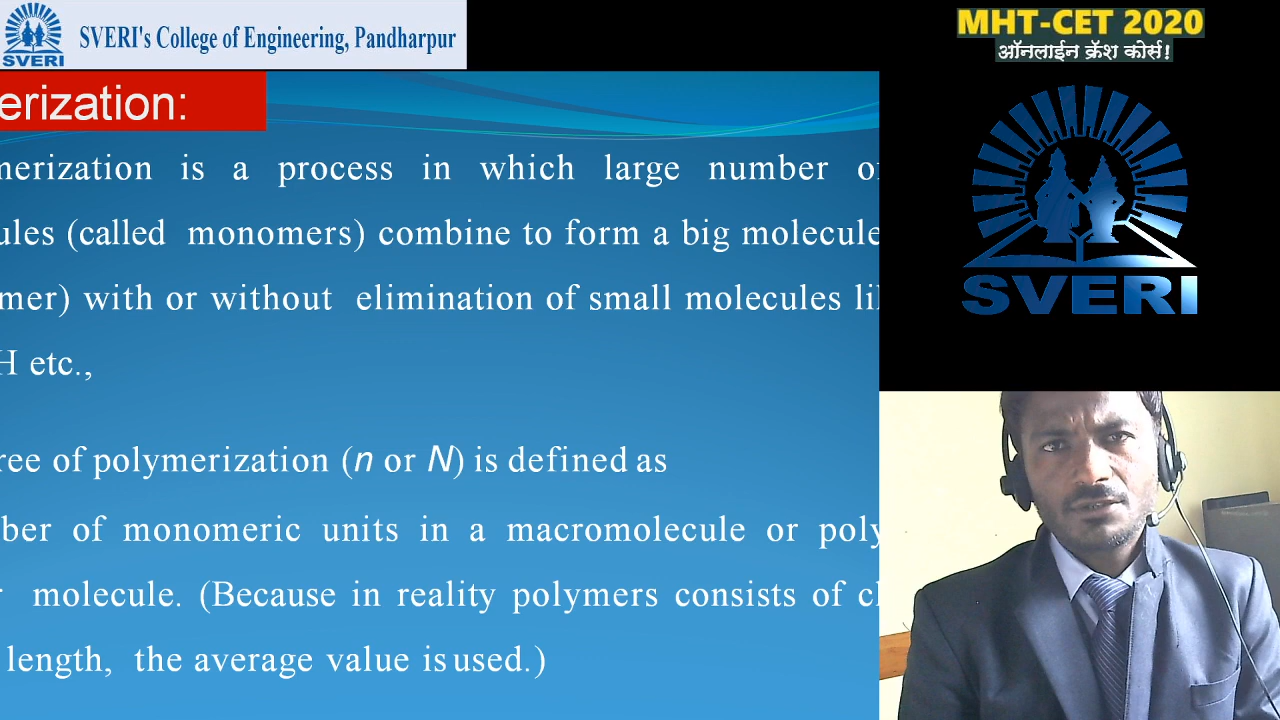 SVERI
SVERI's College of Engineering, Pandharpur
MHT-CET 2020
ऑनलाईन क्रॅश कोर्स!
SVERI
erization:
merization is a process in which large number of
ules (called monomers) combine to form a big molecule
mer) with or without elimination of small molecules li
H etc.,
ree of polymerization (n or N) is defined as
ber of monomeric units in a macromolecule or poly
molecule. (Because in reality polymers consists of c
length, the average value is used.)